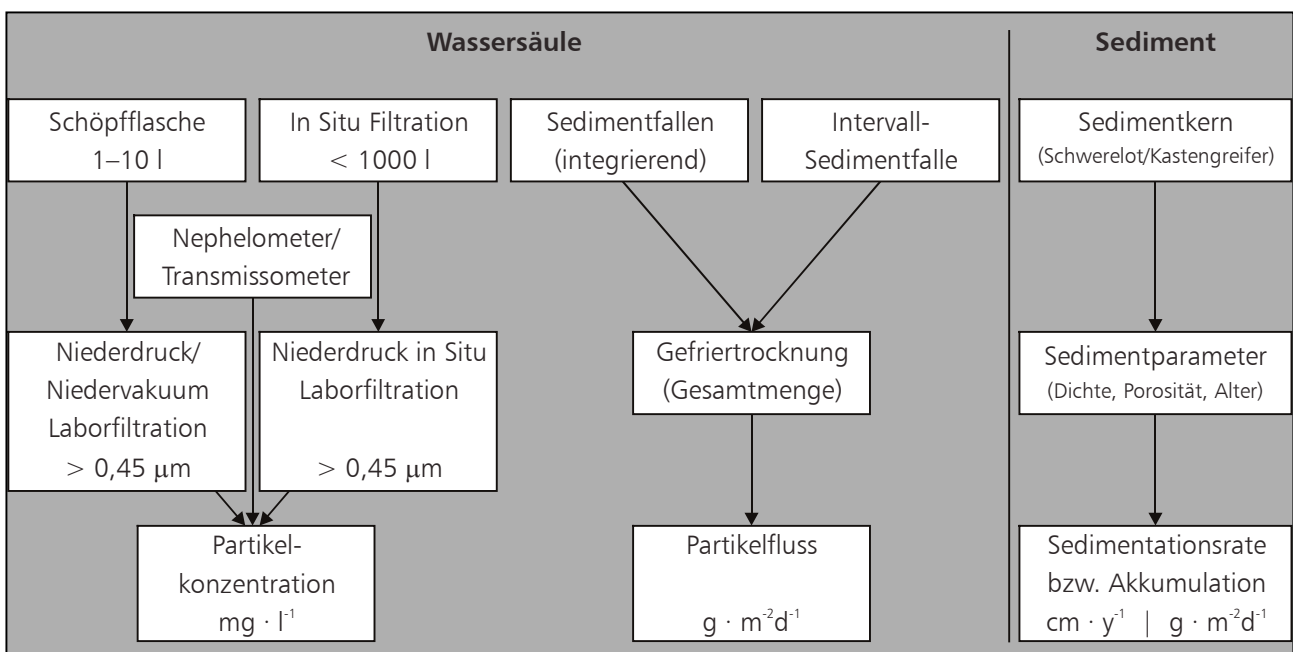 Wassersäule
Sediment
Schöpfflasche
1–10 l
In Situ Filtration
< 1000 l
Sedimentfallen
(integrierend)
Intervall-
Sedimentfalle
Sedimentkern
(Schwerelot/Kastengreifer)
Nephelometer/
Transmissometer
Niederdruck/
Niedervakuum
Laborfiltration
> 0,45 µm
Niederdruck in Situ
Laborfiltration
> 0,45 µm
Gefriertrocknung
(Gesamtmenge)
Sedimentparameter
(Dichte, Porosität, Alter)
Partikel-
konzentration
mg · l⁻¹
Partikelfluss
g · m⁻²d⁻¹
Sedimentationsrate
bzw. Akkumulation
cm · y⁻¹ | g · m⁻²d⁻¹